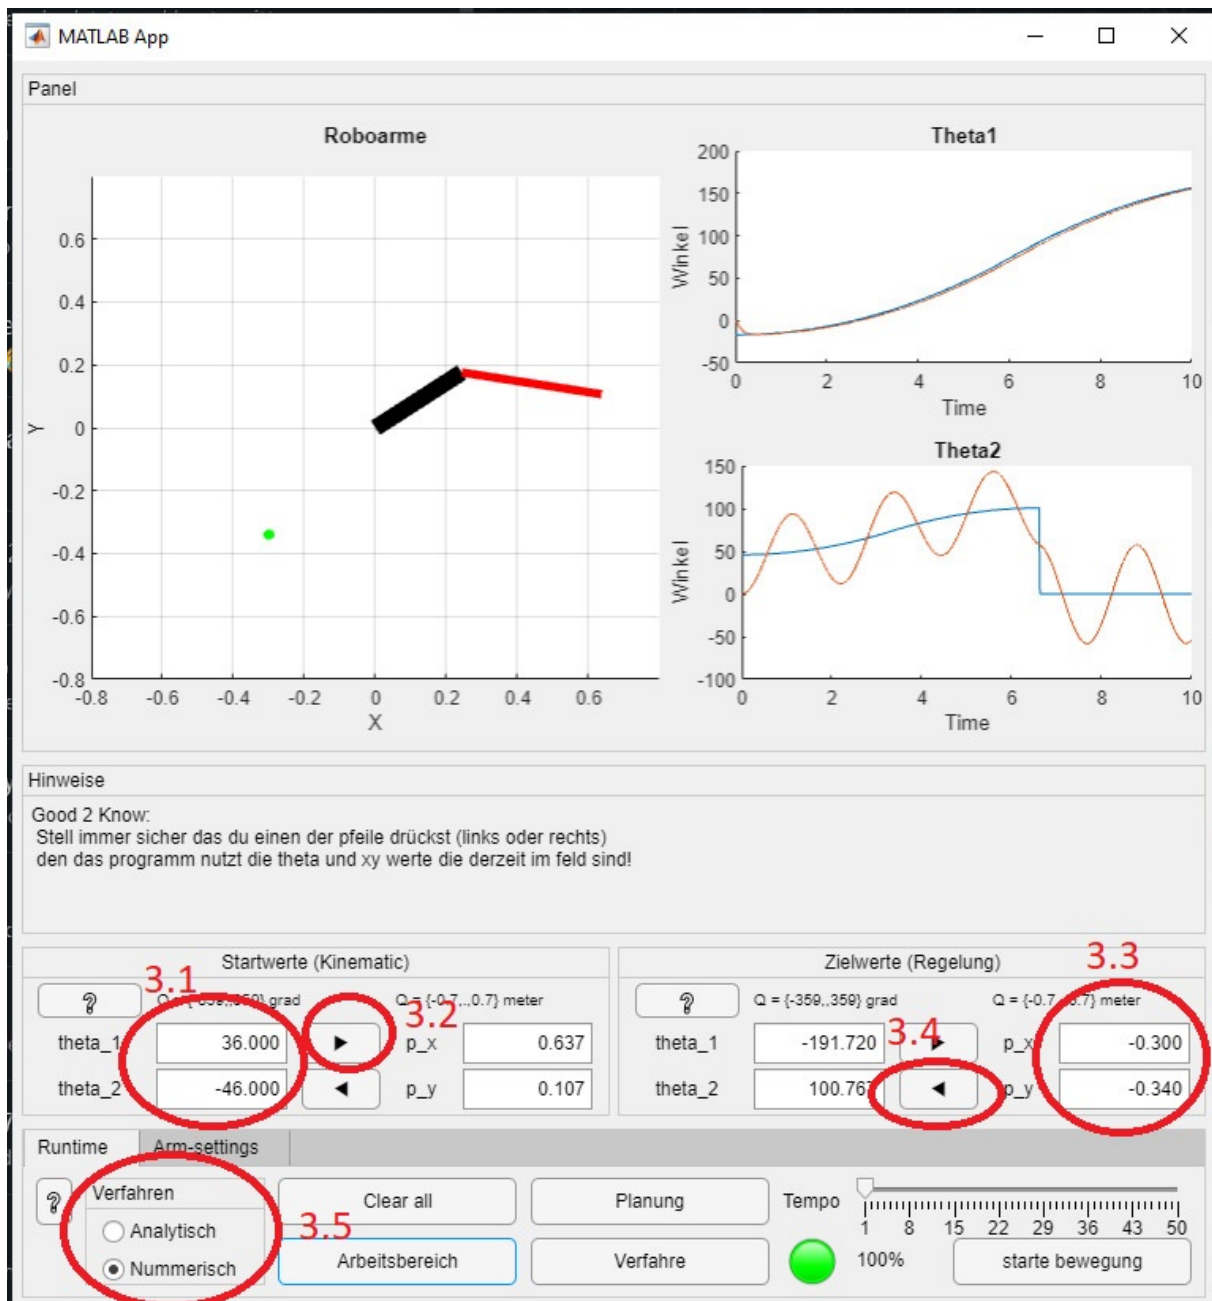 MATLAB App
Panel
Roboarme
0.6
0.4
0.2
0
-0.2
-0.4
-0.6
-0.8
Y
-0.8 -0.6 -0.4 -0.2 0 0.2 0.4 0.6
X
Theta1
200
150
100
50
0
-50
Winkel
0 2 4 6 8 10
Time
Theta2
150
100
50
0
-50
-100
Winkel
0 2 4 6 8 10
Time
Hinweise
Good 2 Know:
Stell immer sicher das du einen der pfeile drückst (links oder rechts)
den das programm nutzt die theta und xy werte die derzeit im feld sind!
Startwerte (Kinematic)
3.1
? grad Q = {-0.7,..,0.7} meter
3.2
theta_1 36.000 p_x 0.637
theta_2 -46.000 p_y 0.107
Zielwerte (Regelung)
3.3
? Q = {-359,,359} grad Q = {-0.7 meter
3.4
theta_1 -191.720 p_x -0.300
theta_2 100.767 p_y -0.340
Runtime Arm-settings
? Verfahren
Analytisch
Nummerisch
3.5
Clear all Planung
Arbeitsbereich Verfahre
Tempo
1 8 15 22 29 36 43 50
100% starte bewegung